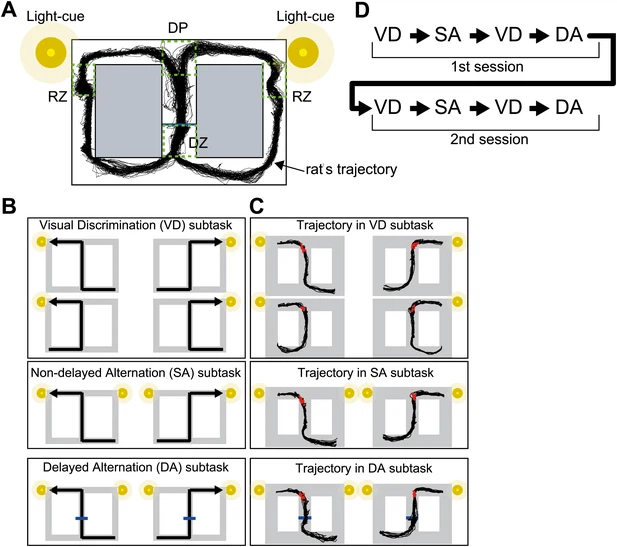 A
Light-cue
DP
Light-cue
RZ
RZ
DZ
rat's trajectory
D
VD SA VD DA
1st session
VD SA VD DA
2nd session
B
Visual Discrimination (VD) subtask
Non-delayed Alternation (SA) subtask
Delayed Alternation (DA) subtask
C
Trajectory in VD subtask
Trajectory in SA subtask
Trajectory in DA subtask